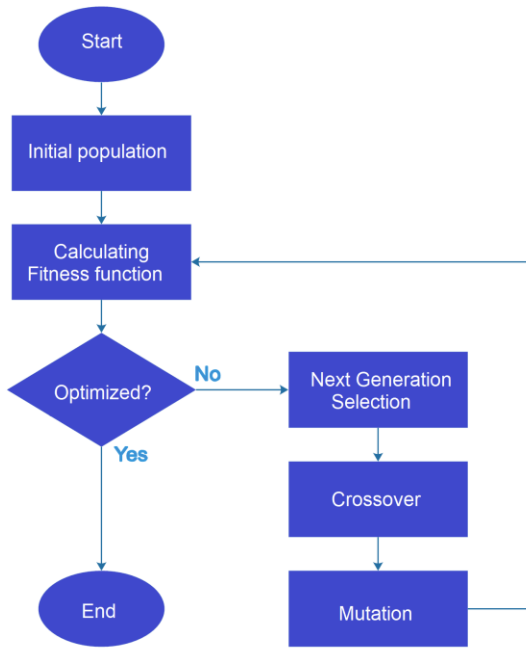 Start
Initial population
Calculating
Fitness function
Optimized?
No
Yes
Next Generation
Selection
Crossover
Mutation
End